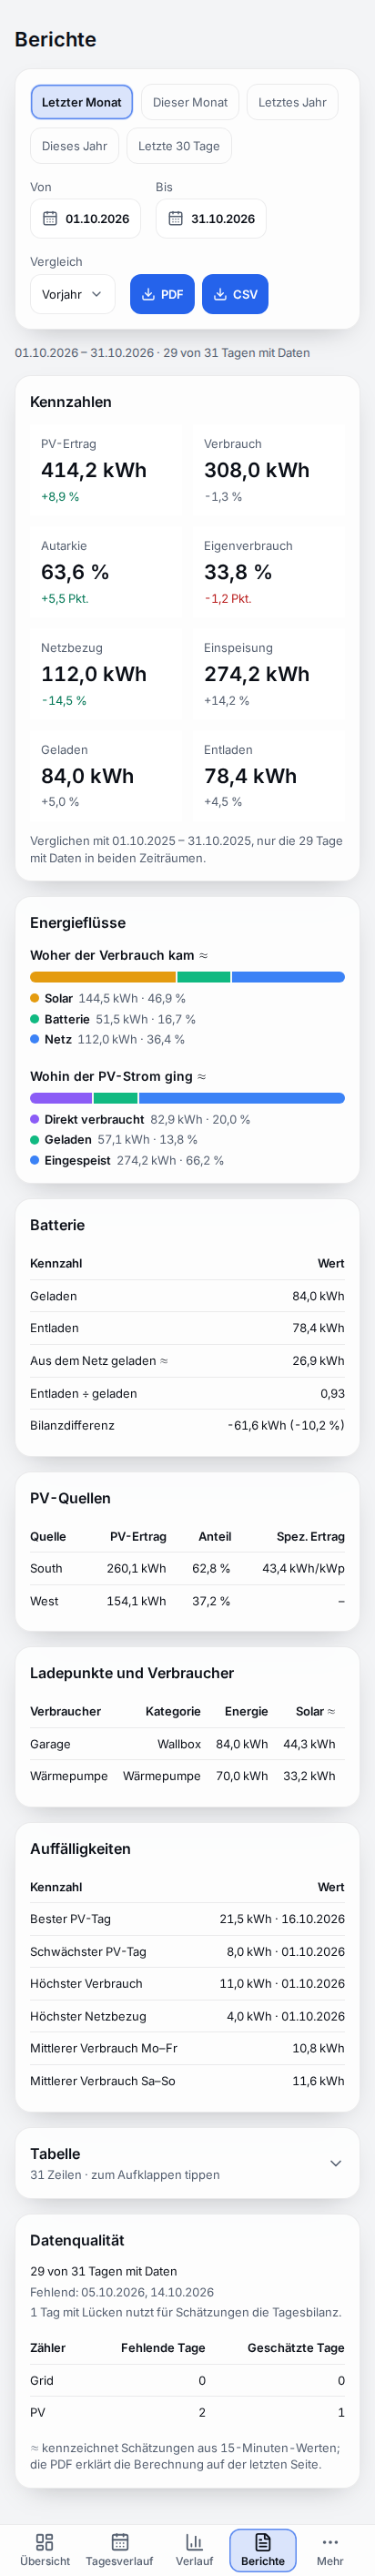 Berichte
Letzter Monat Dieser Monat Letztes Jahr
Dieses Jahr Letzte 30 Tage
Von Bis
01.10.2026 31.10.2026
Vergleich
Vorjahr PDF CSV
01.10.2026 – 31.10.2026 · 29 von 31 Tagen mit Daten
Kennzahlen
PV-Ertrag Verbrauch
414,2 kWh 308,0 kWh
+8,9 % -1,3 %
Autarkie Eigenverbrauch
63,6 % 33,8 %
+5,5 Pkt. -1,2 Pkt.
Netzbezug Einspeisung
112,0 kWh 274,2 kWh
-14,5 % +14,2 %
Geladen Entladen
84,0 kWh 78,4 kWh
+5,0 % +4,5 %
Verglichen mit 01.10.2025 – 31.10.2025, nur die 29 Tage
mit Daten in beiden Zeiträumen.
Energieflüsse
Woher der Verbrauch kam ≈
Solar 144,5 kWh · 46,9 %
Batterie 51,5 kWh · 16,7 %
Netz 112,0 kWh · 36,4 %
Wohin der PV-Strom ging ≈
Direkt verbraucht 82,9 kWh · 20,0 %
Geladen 57,1 kWh · 13,8 %
Eingespeist 274,2 kWh · 66,2 %
Batterie
Kennzahl Wert
Geladen 84,0 kWh
Entladen 78,4 kWh
Aus dem Netz geladen ≈ 26,9 kWh
Entladen ÷ geladen 0,93
Bilanzdifferenz -61,6 kWh (-10,2 %)
PV-Quellen
Quelle PV-Ertrag Anteil Spez. Ertrag
South 260,1 kWh 62,8 % 43,4 kWh/kWp
West 154,1 kWh 37,2 % –
Ladepunkte und Verbraucher
Verbraucher Kategorie Energie Solar ≈
Garage Wallbox 84,0 kWh 44,3 kWh
Wärmepumpe Wärmepumpe 70,0 kWh 33,2 kWh
Auffälligkeiten
Kennzahl Wert
Bester PV-Tag 21,5 kWh · 16.10.2026
Schwächster PV-Tag 8,0 kWh · 01.10.2026
Höchster Verbrauch 11,0 kWh · 01.10.2026
Höchster Netzbezug 4,0 kWh · 01.10.2026
Mittlerer Verbrauch Mo–Fr 10,8 kWh
Mittlerer Verbrauch Sa–So 11,6 kWh
Tabelle
31 Zeilen · zum Aufklappen tippen
Datenqualität
29 von 31 Tagen mit Daten
Fehlend: 05.10.2026, 14.10.2026
1 Tag mit Lücken nutzt für Schätzungen die Tagesbilanz.
Zähler Fehlende Tage Geschätzte Tage
Grid 0 0
PV 2 1
≈ kennzeichnet Schätzungen aus 15-Minuten-Werten;
die PDF erklärt die Berechnung auf der letzten Seite.
Übersicht Tagesverlauf Verlauf Berichte Mehr